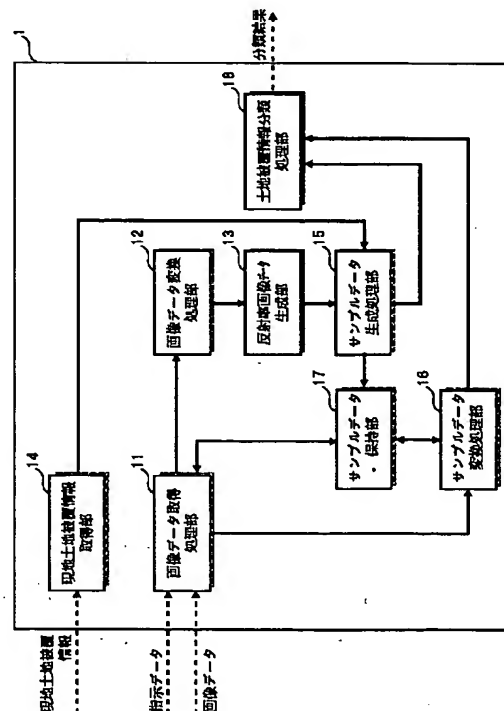 1
現地土地被覆
情報
14
現地土地被覆情報
取得部
指示データ
画像データ
11
画像データ取得
処理部
12
画像データ変換
処理部
13
反射率画像データ
生成部
15
サンプルデータ
生成処理部
17
サンプルデータ
・保持部
16
サンプルデータ
変換処理部
18
土地被覆情報分類
処理部
分類結果